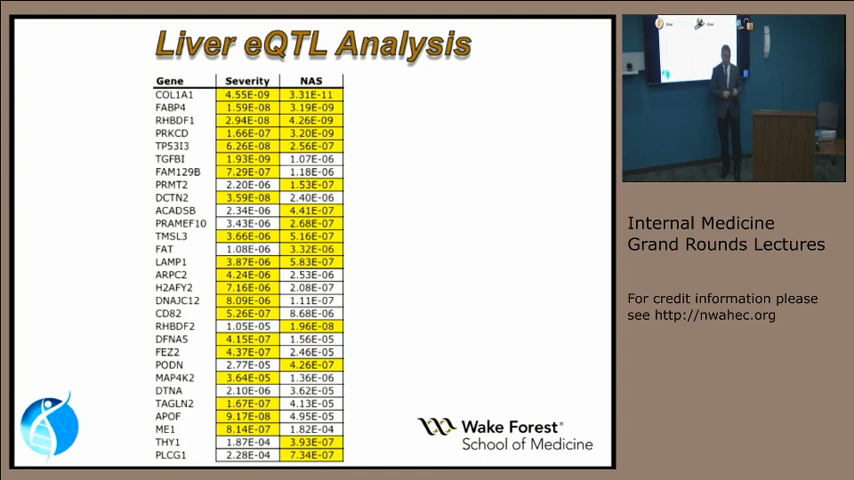 Liver eQTL Analysis
Gene Severity NAS
COL1A1 4.55E-09 3.31E-11
FABP4 1.59E-08 3.19E-09
RHBDF1 2.94E-08 4.26E-09
PRKCD 1.66E-07 3.20E-09
TP53I3 6.26E-08 2.56E-07
TGFBI 1.93E-09 1.07E-06
FAM129B 7.29E-07 1.18E-06
PRMT2 2.20E-06 1.53E-07
DCTN2 3.59E-08 2.40E-06
ACADSB 2.34E-06 4.41E-07
PRAMEF10 3.43E-06 2.68E-07
TMSL3 3.66E-06 5.16E-07
FAT 1.08E-06 3.32E-06
LAMP1 3.87E-06 5.83E-07
ARPC2 4.24E-06 2.53E-06
H2AFY2 7.16E-06 2.08E-07
DNAJC12 8.09E-06 1.11E-07
CD82 5.26E-07 8.68E-06
RHBDF2 1.05E-05 1.96E-08
DFNA5 4.15E-07 1.56E-05
FEZ2 4.37E-07 2.46E-05
PODN 2.77E-05 4.26E-07
MAP4K2 3.64E-05 1.36E-06
DTNA 2.10E-06 3.62E-05
TAGLN2 1.67E-07 4.13E-05
APOF 9.17E-08 4.95E-05
ME1 8.14E-07 1.82E-04
THY1 1.87E-04 3.93E-07
PLCG1 2.28E-04 7.34E-07
Wake Forest®
School of Medicine
Internal Medicine
Grand Rounds Lectures
For credit information please
see http://nwahec.org